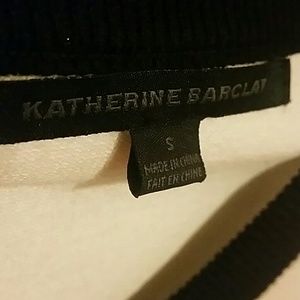 KATHERINE BARCLAY
S
MADE IN CHINA
FAIT EN CHINE